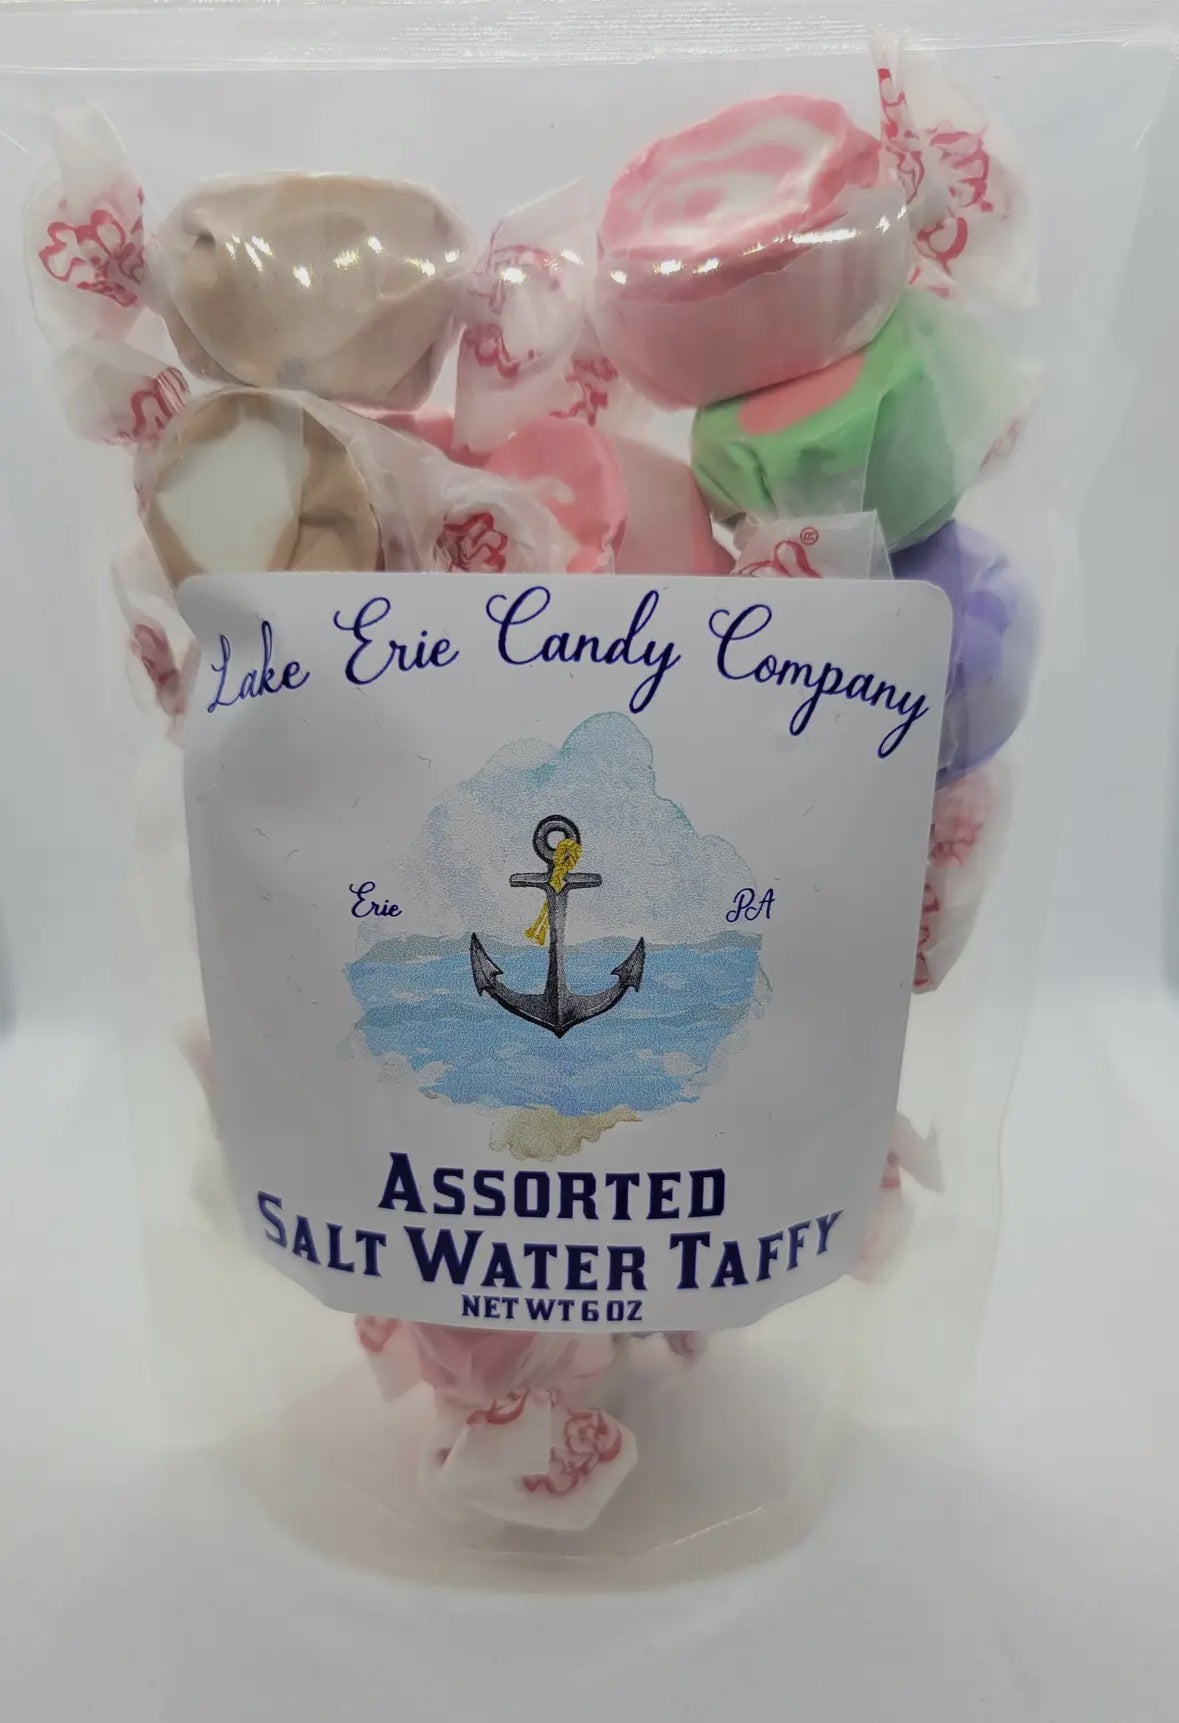 ®
Lake Erie Candy Company
Erie PA
ASSORTED
SALT WATER TAFFY
NET WT 6 OZ